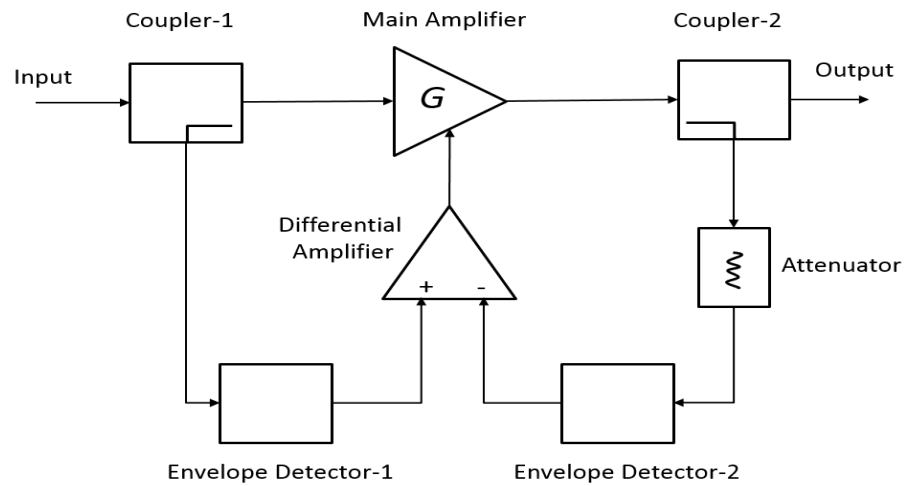 Coupler-1
Main Amplifier
Coupler-2
Input
G
Output
Differential
Amplifier
+ -
Attenuator
Envelope Detector-1
Envelope Detector-2